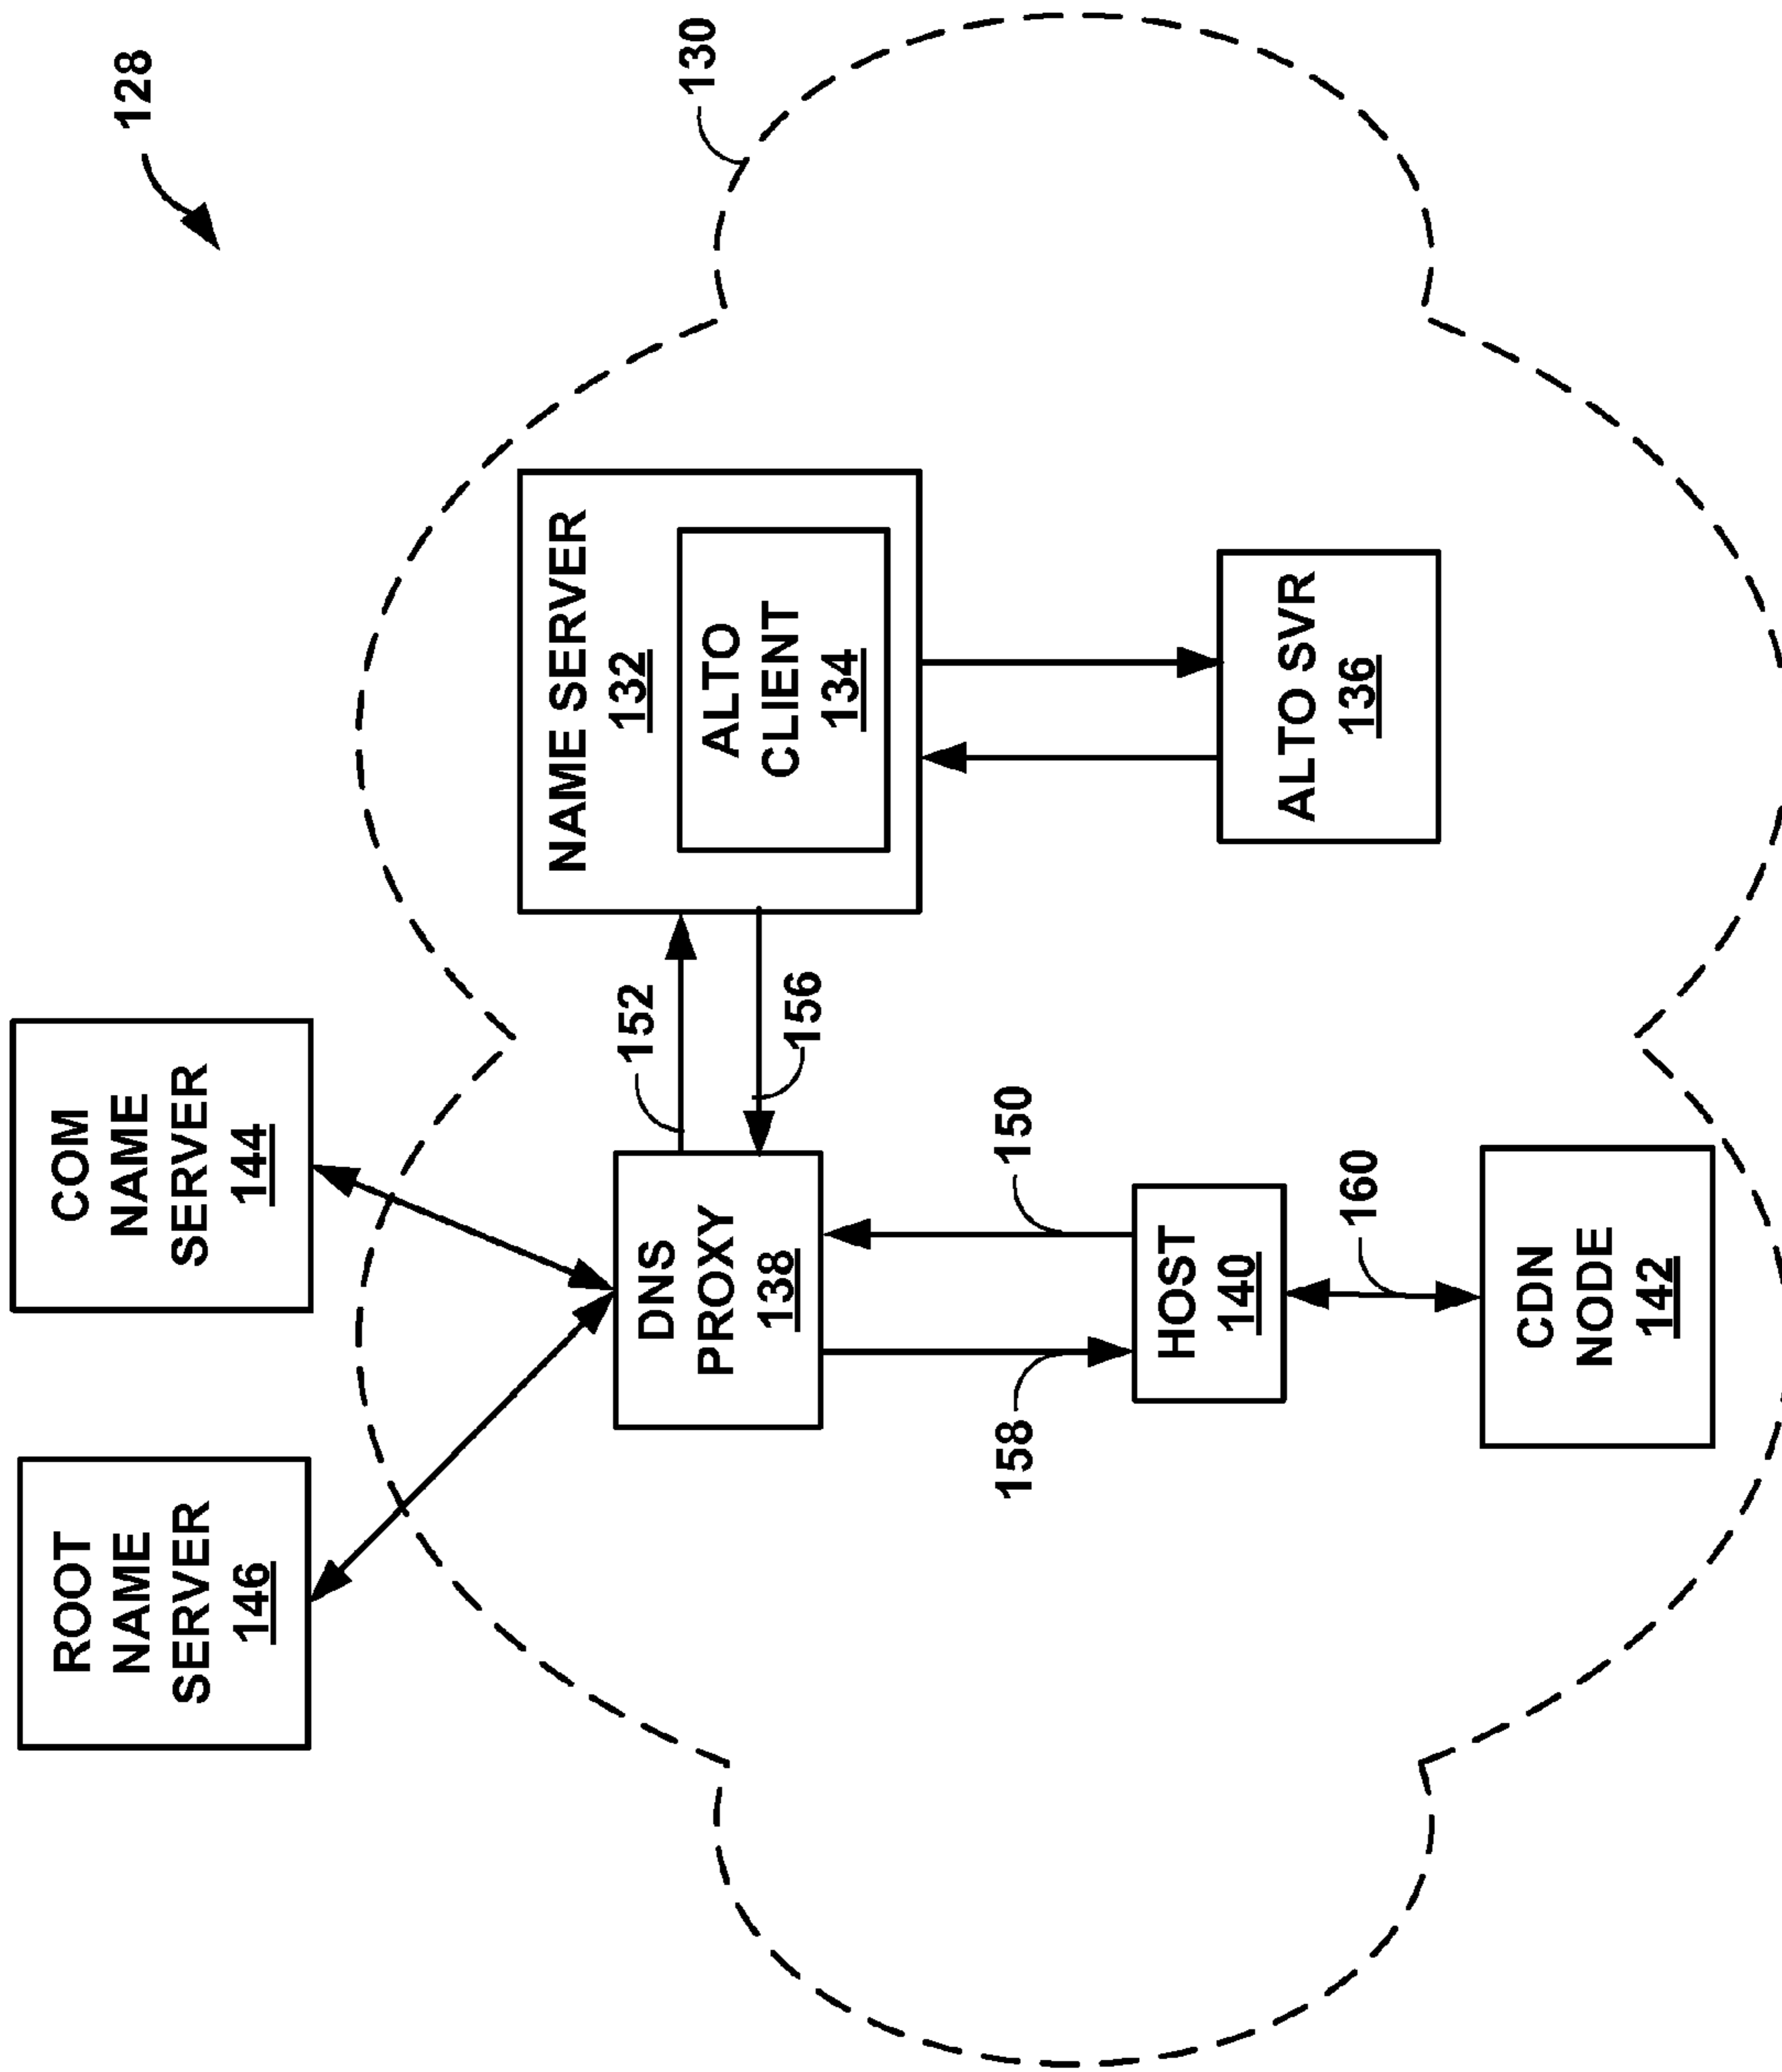 128
130
ROOT
NAME
SERVER
146
COM
NAME
SERVER
144
NAME SERVER
132
ALTO
CLIENT
134
152
156
DNS
PROXY
138
158
150
ALTO SVR
136
HOST
140
160
CDN
NODE
142